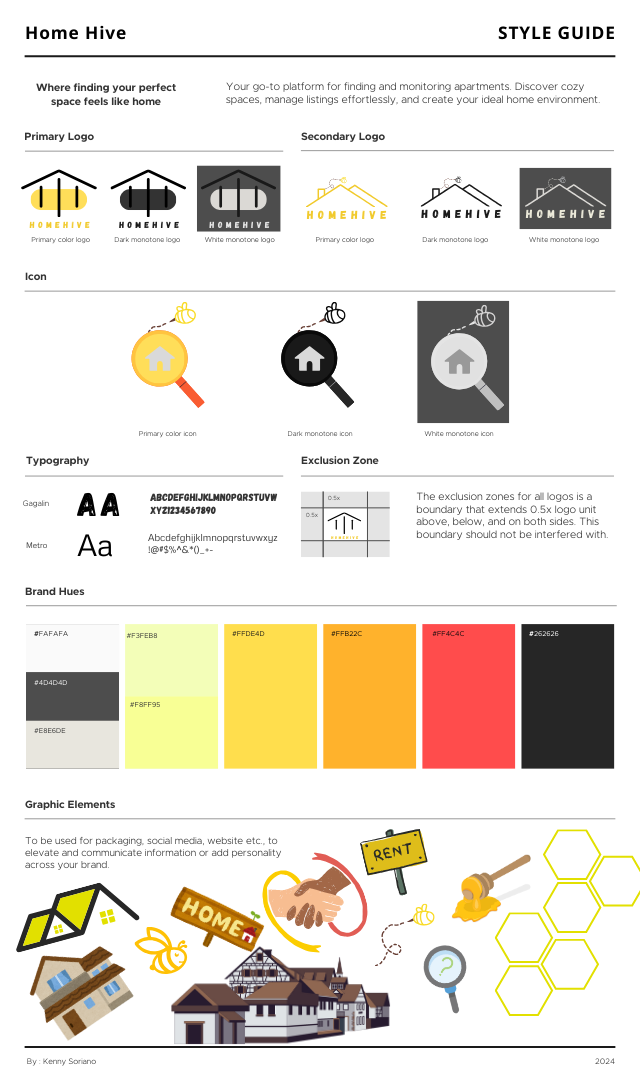 Home Hive
STYLE GUIDE
Where finding your perfect
space feels like home
Your go-to platform for finding and monitoring apartments. Discover cozy
spaces, manage listings effortlessly, and create your ideal home environment.
Primary Logo
Secondary Logo
HOMEHIVE
HOMEHIVE
HOMEHIVE
HOMEHIVE
HOMEHIVE
HOMEHIVE
Primary color logo
Dark monotone logo
White monotone logo
Primary color logo
Dark monotone logo
White monotone logo
Icon
Primary color icon
Dark monotone icon
White monotone icon
Typography
Exclusion Zone
Gagalin
AA
ABCDEFGHIJKLMNOPQRSTUVW
XYZ1234567890
Metro
Aa
Abcdefghijklmnopqrstuvwxyz
!@#$%^&*()_+-
0.5x
0.5x
HOMEHIVE
The exclusion zones for all logos is a
boundary that extends 0.5x logo unit
above, below, and on both sides. This
boundary should not be interfered with.
Brand Hues
#FAFAFA
#4D4D4D
#E8E6DE
#F3FEB8
#F8FF95
#FFDE4D
#FFB22C
#FF4C4C
#262626
Graphic Elements
To be used for packaging, social media, website etc., to
elevate and communicate information or add personality
across your brand.
RENT
HOME
?
By : Kenny Soriano
2024